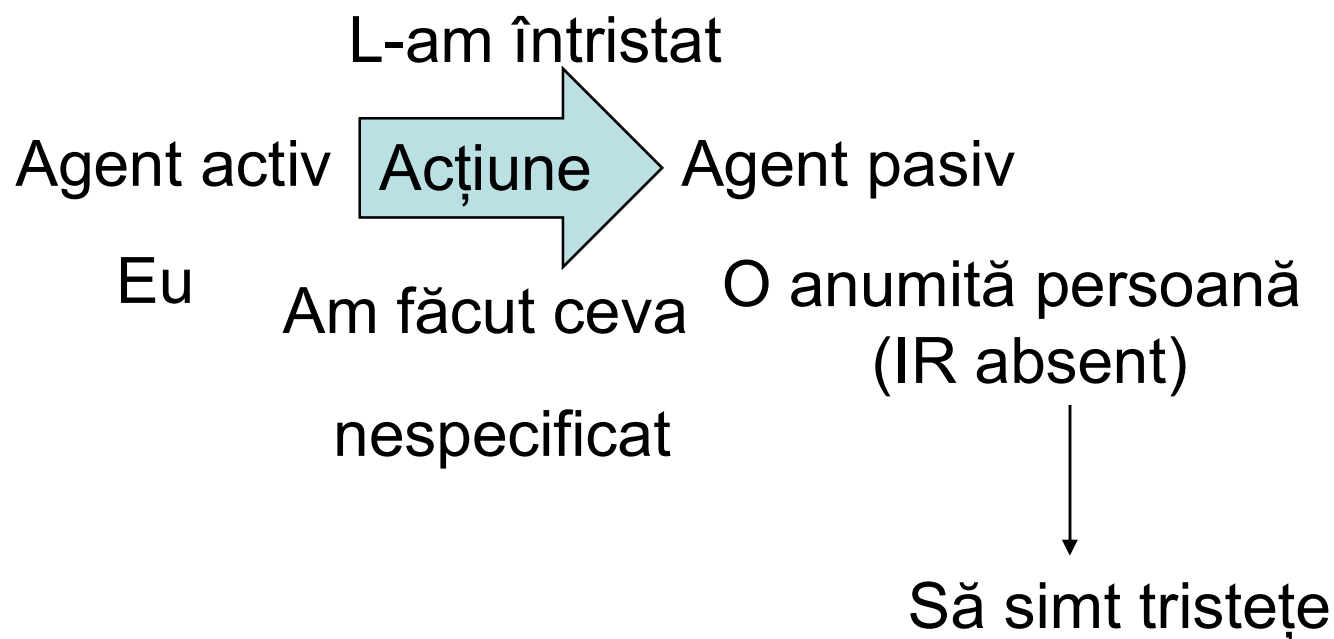 L-am întristat
Agent activ
Acțiune
Agent pasiv
Eu
Am făcut ceva
nespecificat
O anumită persoană
(IR absent)
Să simt tristețe